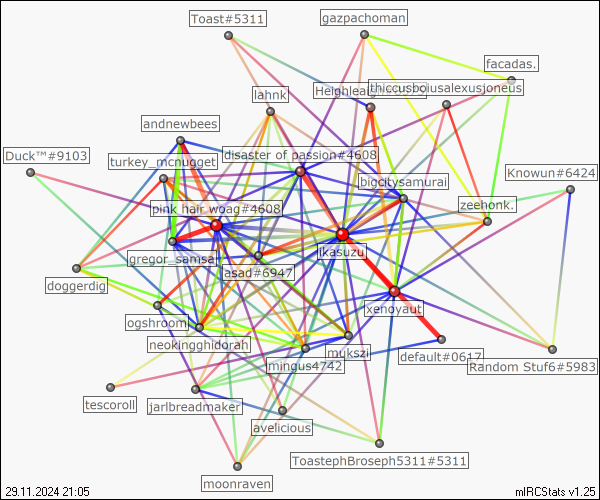 Toast#5311
gazpachoman
facadas.
lahnk
thiccusboiusalexusjoneus
andnewbees
Duck™#9103
turkey_mcnugget
disaster of passion#4608
bigcitysamurai
Knowun#6424
pink hair woag#4608
zeehonk.
ikasuzu
gregor_samsa
asad#6947
doggerdig
xenoyaut
ogshroom
neokingghidorah
mukszi
default#0617
mingus4742
Random Stuf6#5983
tescoroll
jarlbreadmaker
avelicious
ToastephBroseph5311#5311
moonraven
29.11.2024 21:05
mIRCStats v1.25